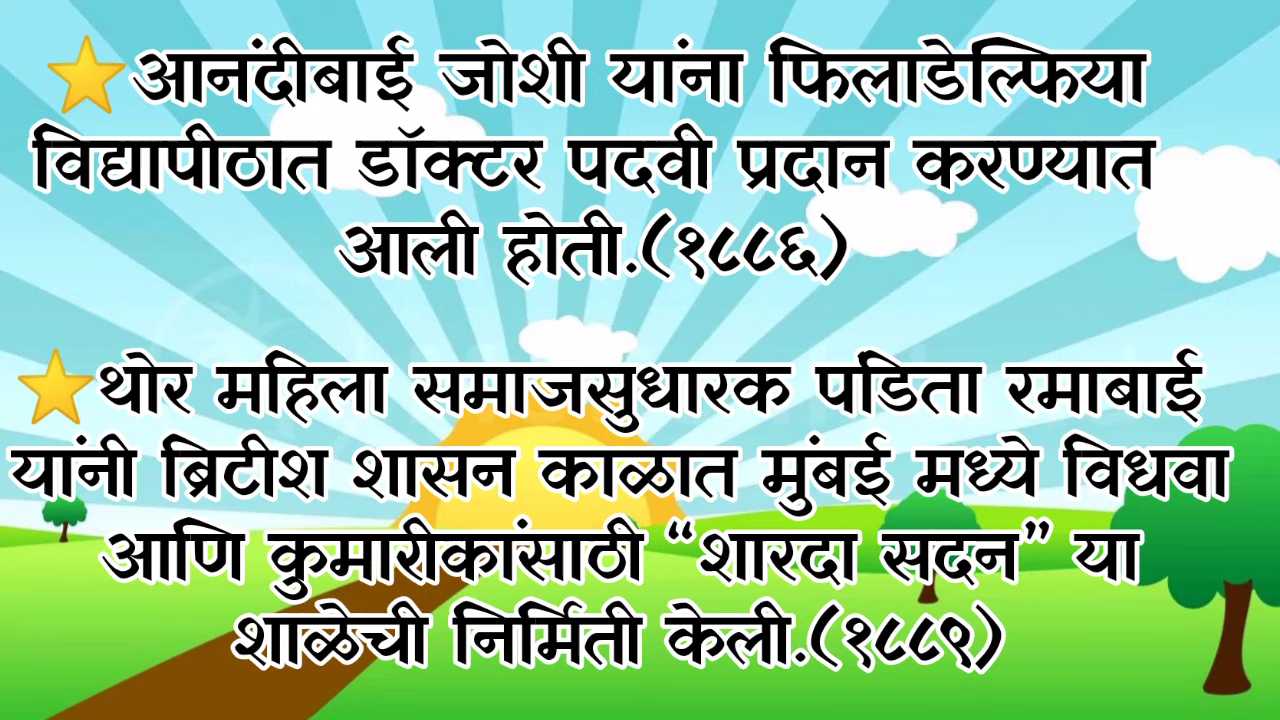 ⭐आनंदीबाई जोशी यांना फिलाडेल्फिया
विद्यापीठात डॉक्टर पदवी प्रदान करण्यात
आली होती.(१८८६)
⭐थोर महिला समाजसुधारक पंडिता रमाबाई
यांनी ब्रिटीश शासन काळात मुंबई मध्ये विधवा
आणि कुमारीकांसाठी “शारदा सदन” या
शाळेची निर्मिती केली.(१८८९)